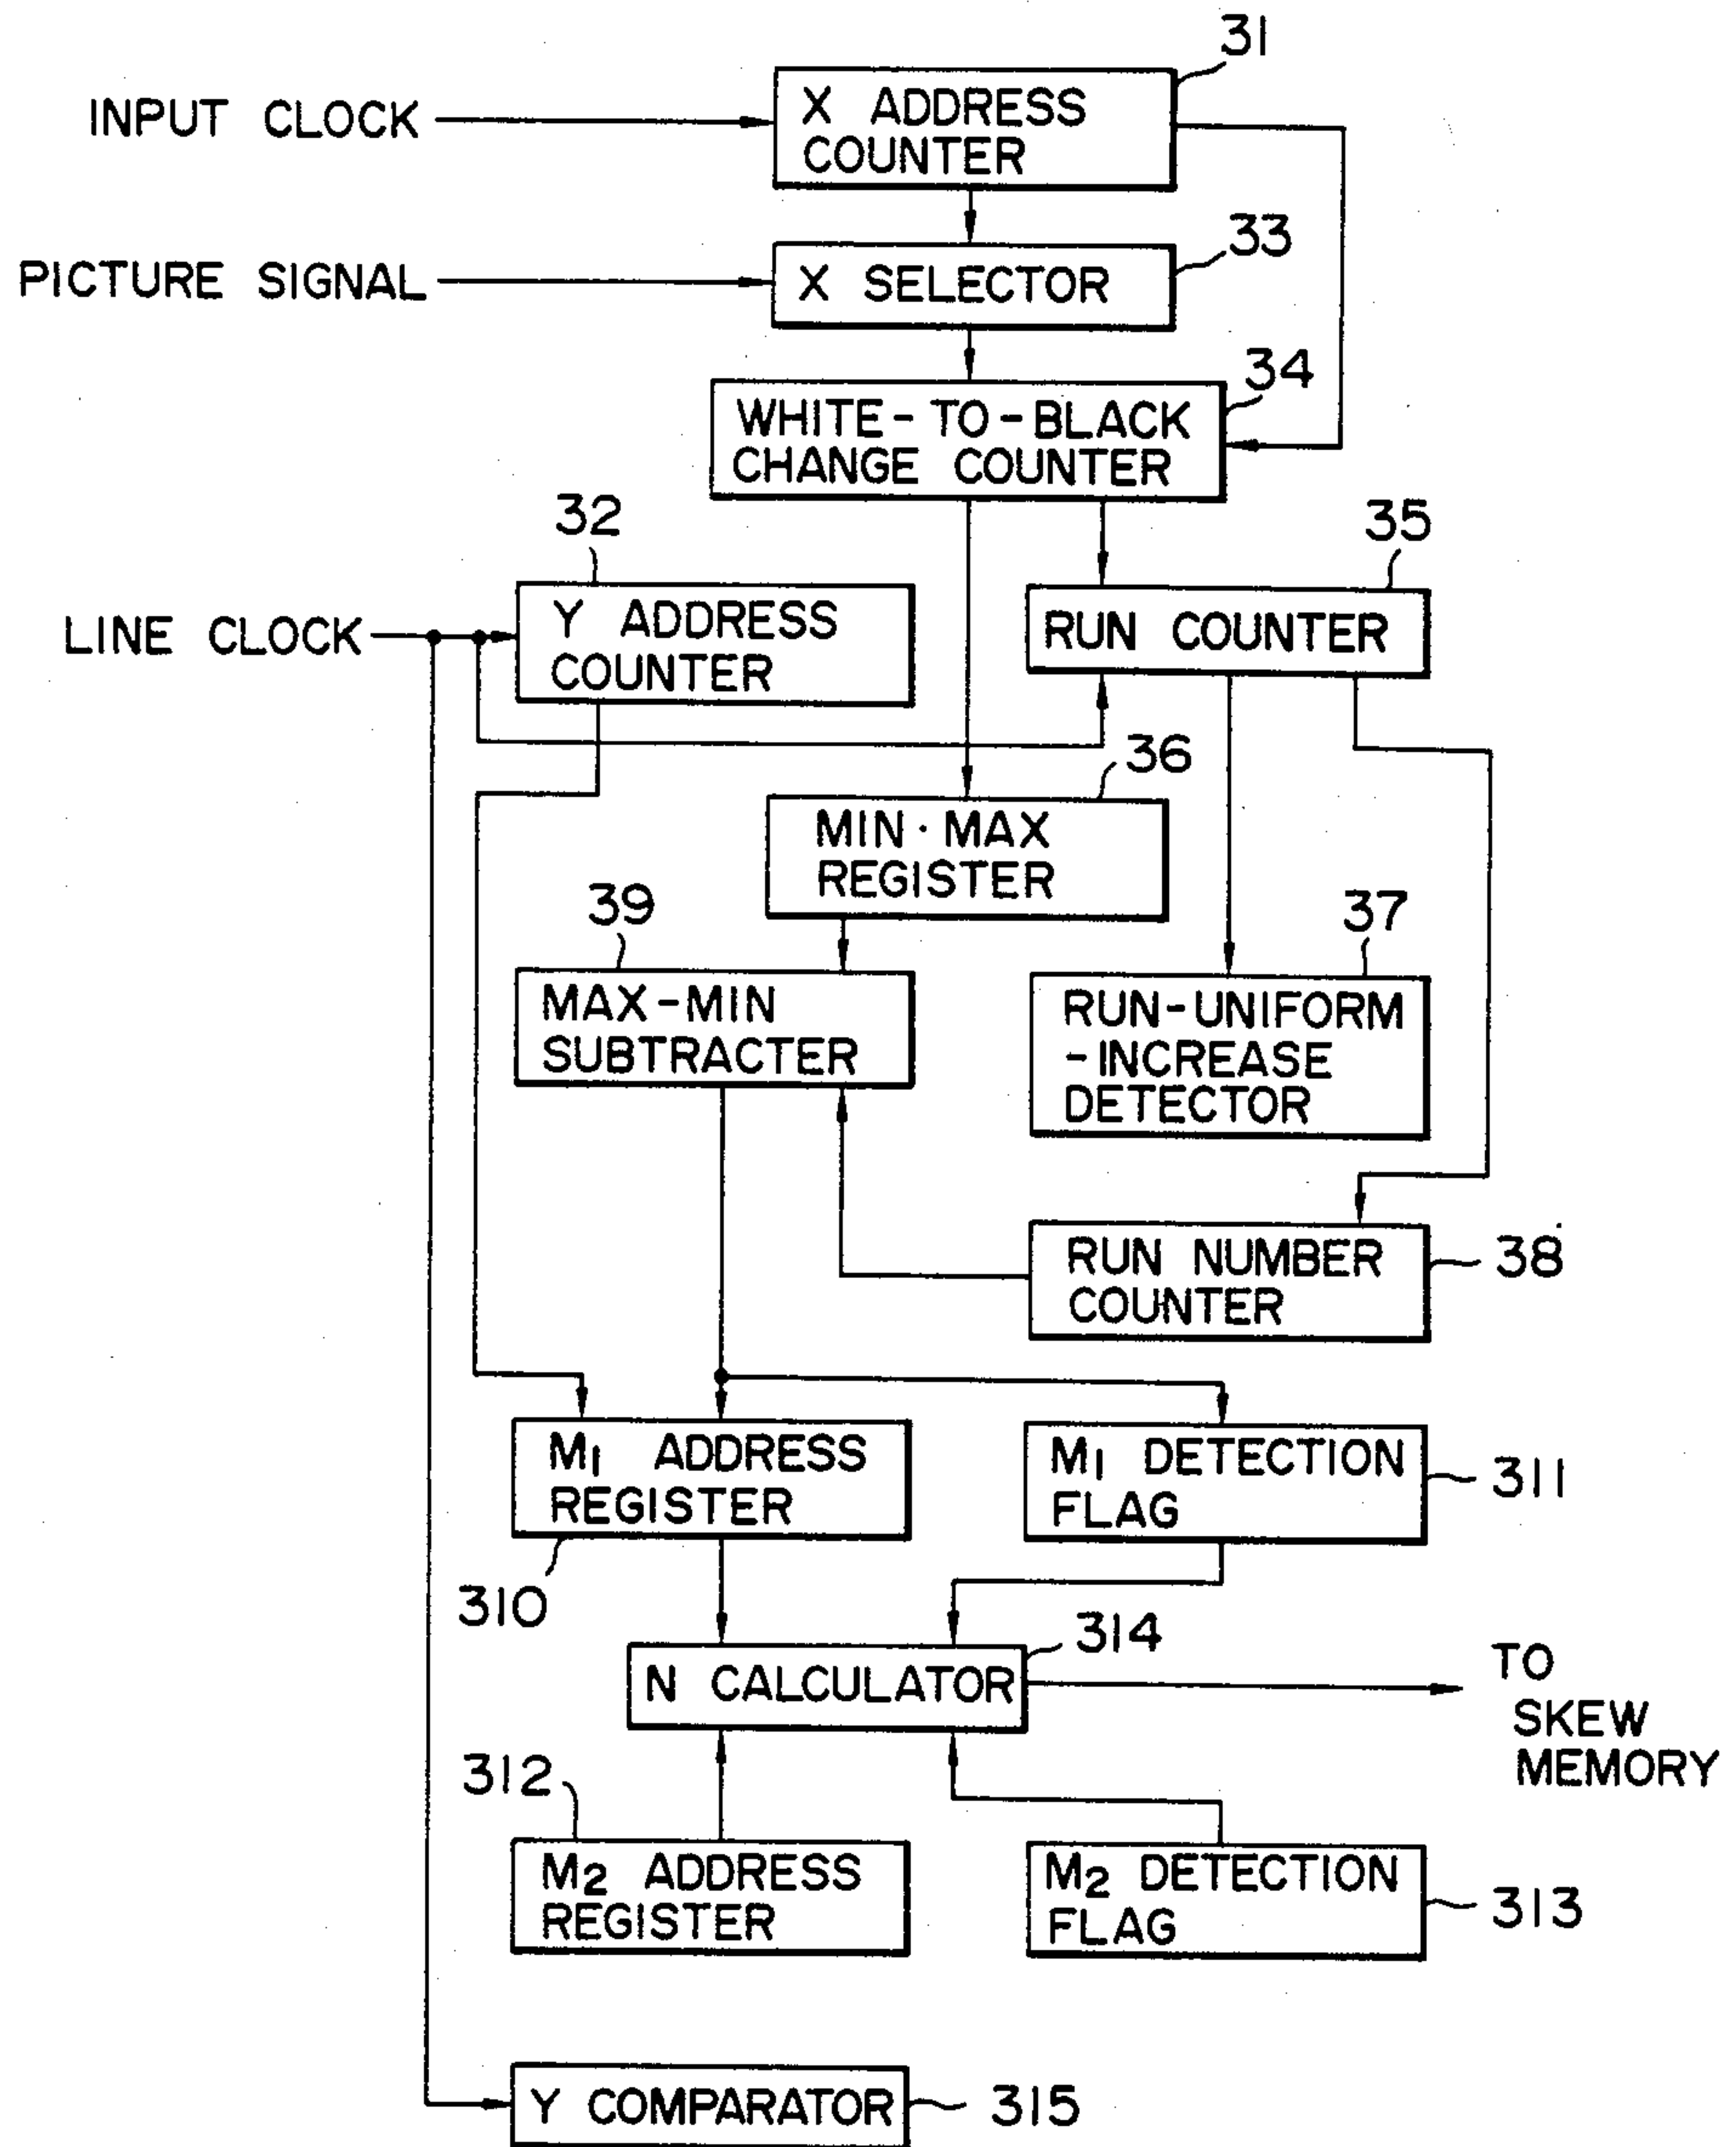 31
INPUT CLOCK
X ADDRESS
COUNTER
33
PICTURE SIGNAL
X SELECTOR
34
WHITE-TO-BLACK
CHANGE COUNTER
32
35
LINE CLOCK
Y ADDRESS
COUNTER
RUN COUNTER
36
MIN·MAX
REGISTER
39
37
MAX-MIN
SUBTRACTER
RUN-UNIFORM
-INCREASE
DETECTOR
RUN NUMBER
COUNTER
38
M1 ADDRESS
REGISTER
M1 DETECTION
FLAG
311
310
314
N CALCULATOR
TO
SKEW
MEMORY
312
M2 ADDRESS
REGISTER
M2 DETECTION
FLAG
313
Y COMPARATOR
315